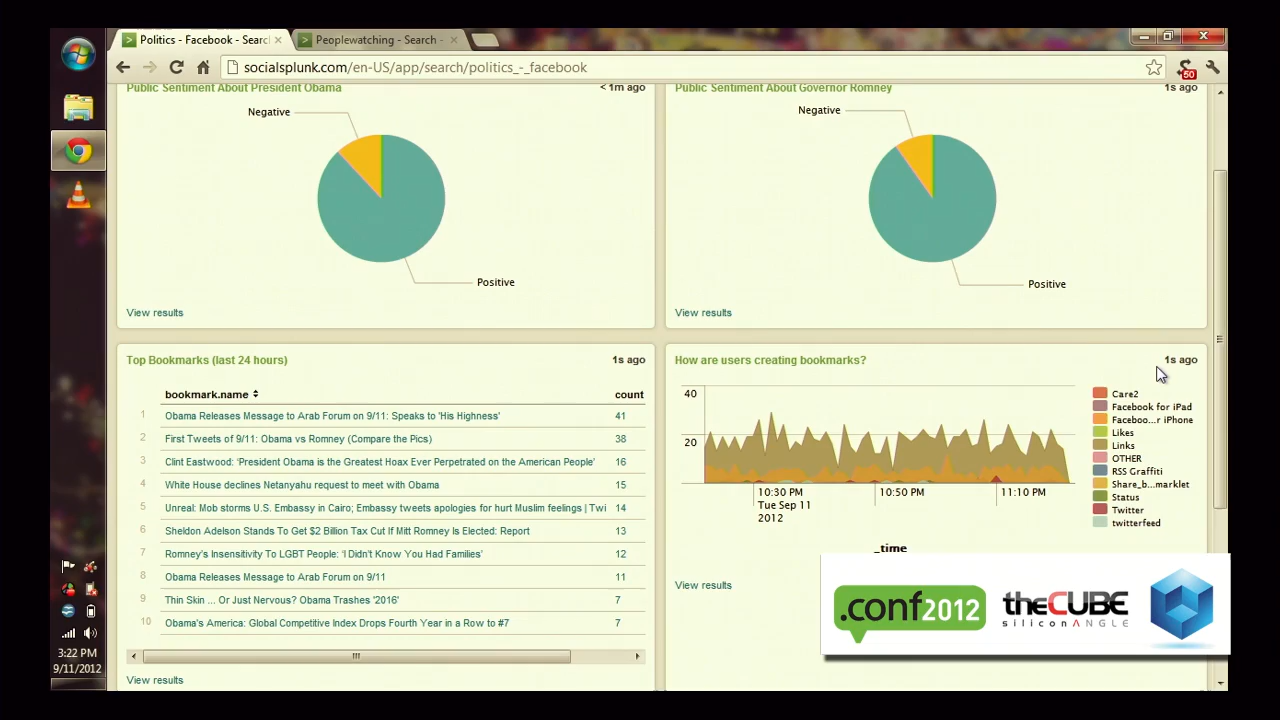 Politics - Facebook - Searc
Peoplewatching - Search -
socialsplunk.com/en-US/app/search/politics_-_facebook
50
Public Sentiment About President Obama
< 1m ago
Negative
Positive
View results
Public Sentiment About Governor Romney
1s ago
Negative
Positive
View results
Top Bookmarks (last 24 hours)
1s ago
bookmark.name count
1 Obama Releases Message to Arab Forum on 9/11: Speaks to 'His Highness' 41
2 First Tweets of 9/11: Obama vs Romney (Compare the Pics) 38
3 Clint Eastwood: 'President Obama is the Greatest Hoax Ever Perpetrated on the American People' 16
4 White House declines Netanyahu request to meet with Obama 15
5 Unreal: Mob storms U.S. Embassy in Cairo; Embassy tweets apologies for hurt Muslim feelings | Twi 14
6 Sheldon Adelson Stands To Get $2 Billion Tax Cut If Mitt Romney Is Elected: Report 13
7 Romney's Insensitivity To LGBT People: 'I Didn't Know You Had Families' 12
8 Obama Releases Message to Arab Forum on 9/11 11
9 Thin Skin ... Or Just Nervous? Obama Trashes '2016' 7
10 Obama's America: Global Competitive Index Drops Fourth Year in a Row to #7 7
View results
How are users creating bookmarks?
1s ago
40
20
10:30 PM
Tue Sep 11
2012
10:50 PM
11:10 PM
_time
Care2
Facebook for iPad
Faceboo...r iPhone
Likes
Links
OTHER
RSS Graffiti
Share_b...marklet
Status
Twitter
twitterfeed
View results
3:22 PM
9/11/2012
.conf2012
theCUBE
siliconANGLE